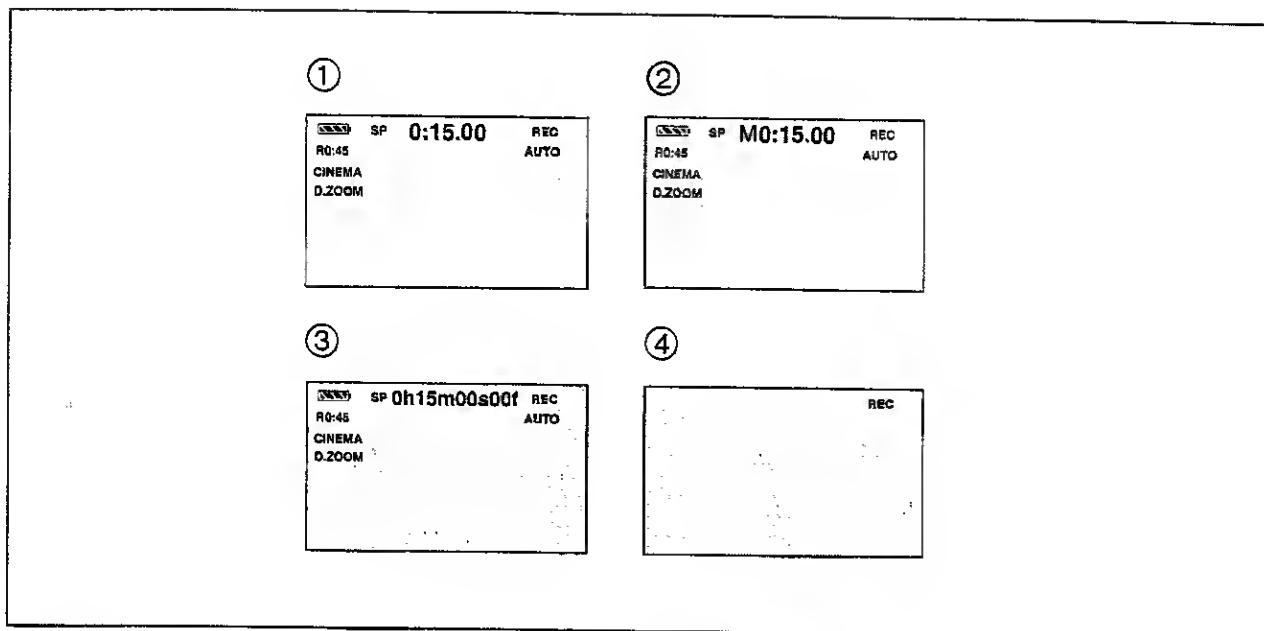 ① ②
SP 0:15.00 REC
R0:45 AUTO
CINEMA
D.ZOOM
SP M0:15.00 REC
R0:45 AUTO
CINEMA
D.ZOOM
③ ④
SP 0h15m00s00f REC
R0:45 AUTO
CINEMA
D.ZOOM
REC